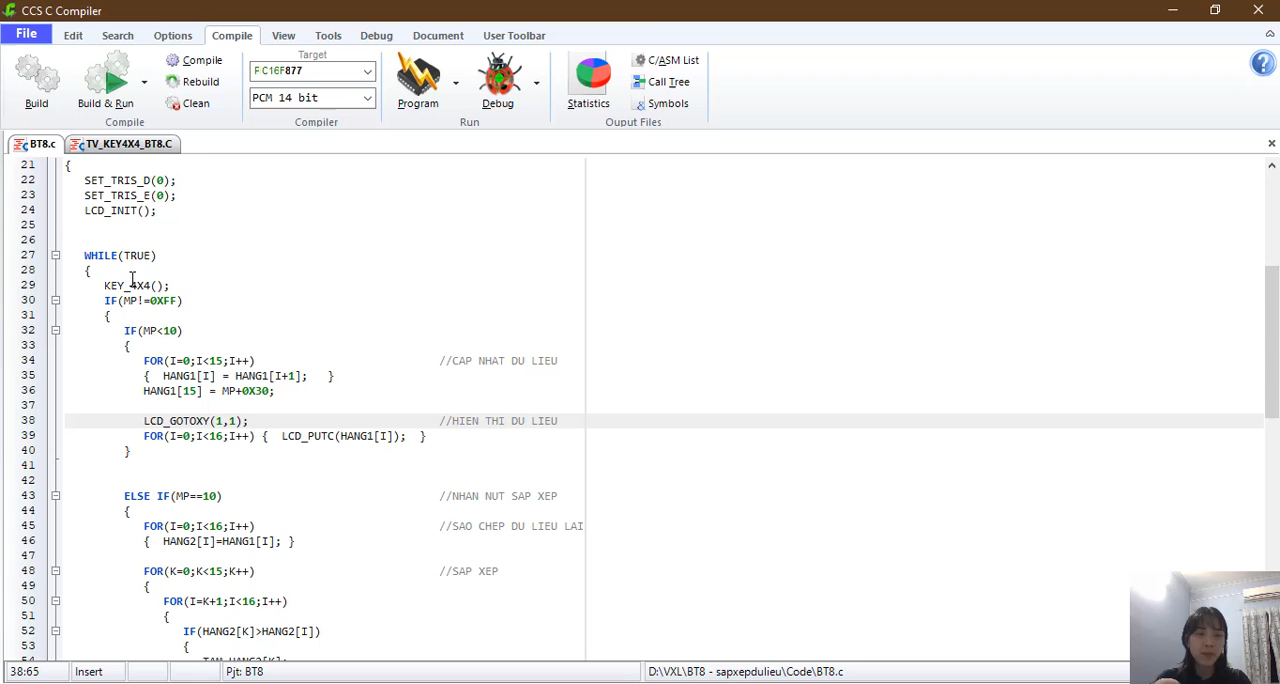 CCS C Compiler
File Edit Search Options Compile View Tools Debug Document User Toolbar
Build
Build & Run
Compile
Rebuild
Clean
Compile
Target
PCM 14 bit
Compiler
Program
Debug
Run
Statistics
C/ASM List
Call Tree
Symbols
Ouput Files
BT8.c TV_KEY4X4_BT8.C
21 {
22 SET_TRIS_D(0);
23 SET_TRIS_E(0);
24 LCD_INIT();
25
26
27 WHILE(TRUE)
28 {
29 KEY_4X4();
30 IF(MP!=0XFF)
31 {
32 IF(MP<10)
33 {
34 FOR(I=0;I<15;I++) //CAP NHAT DU LIEU
35 { HANG1[I] = HANG1[I+1]; }
36 HANG1[15] = MP+0X30;
37
38 LCD_GOTOXY(1,1); //HIEN THI DU LIEU
39 FOR(I=0;I<16;I++) { LCD_PUTC(HANG1[I]); }
40 }
41
42
43 ELSE IF(MP==10) //NHAN NUT SAP XEP
44 {
45 FOR(I=0;I<16;I++) //SAO CHEP DU LIEU LAI
46 { HANG2[I]=HANG1[I]; }
47
48 FOR(K=0;K<15;K++) //SAP XEP
49 {
50 FOR(I=K+1;I<16;I++)
51 {
52 IF(HANG2[K]>HANG2[I])
53 {
38:65 Insert Pjt: BT8 D:\VXL\BT8 - sapxepdulieu\Code\BT8.c